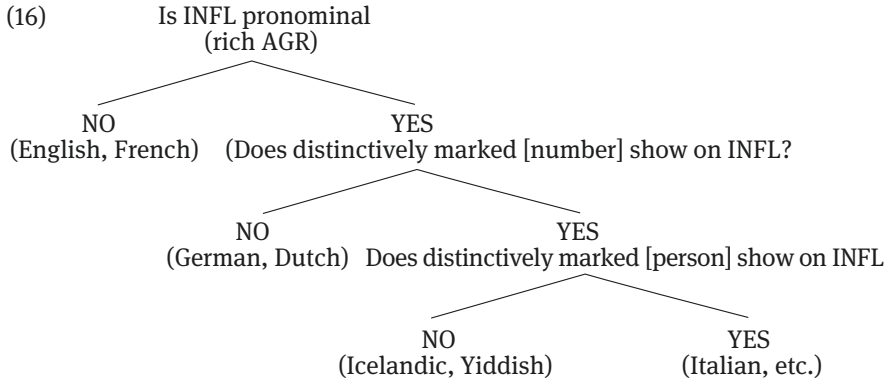 (16) Is INFL pronominal
(rich AGR)
NO YES
(English, French) (Does distinctively marked [number] show on INFL?
NO YES
(German, Dutch) Does distinctively marked [person] show on INFL
NO YES
(Icelandic, Yiddish) (Italian, etc.)